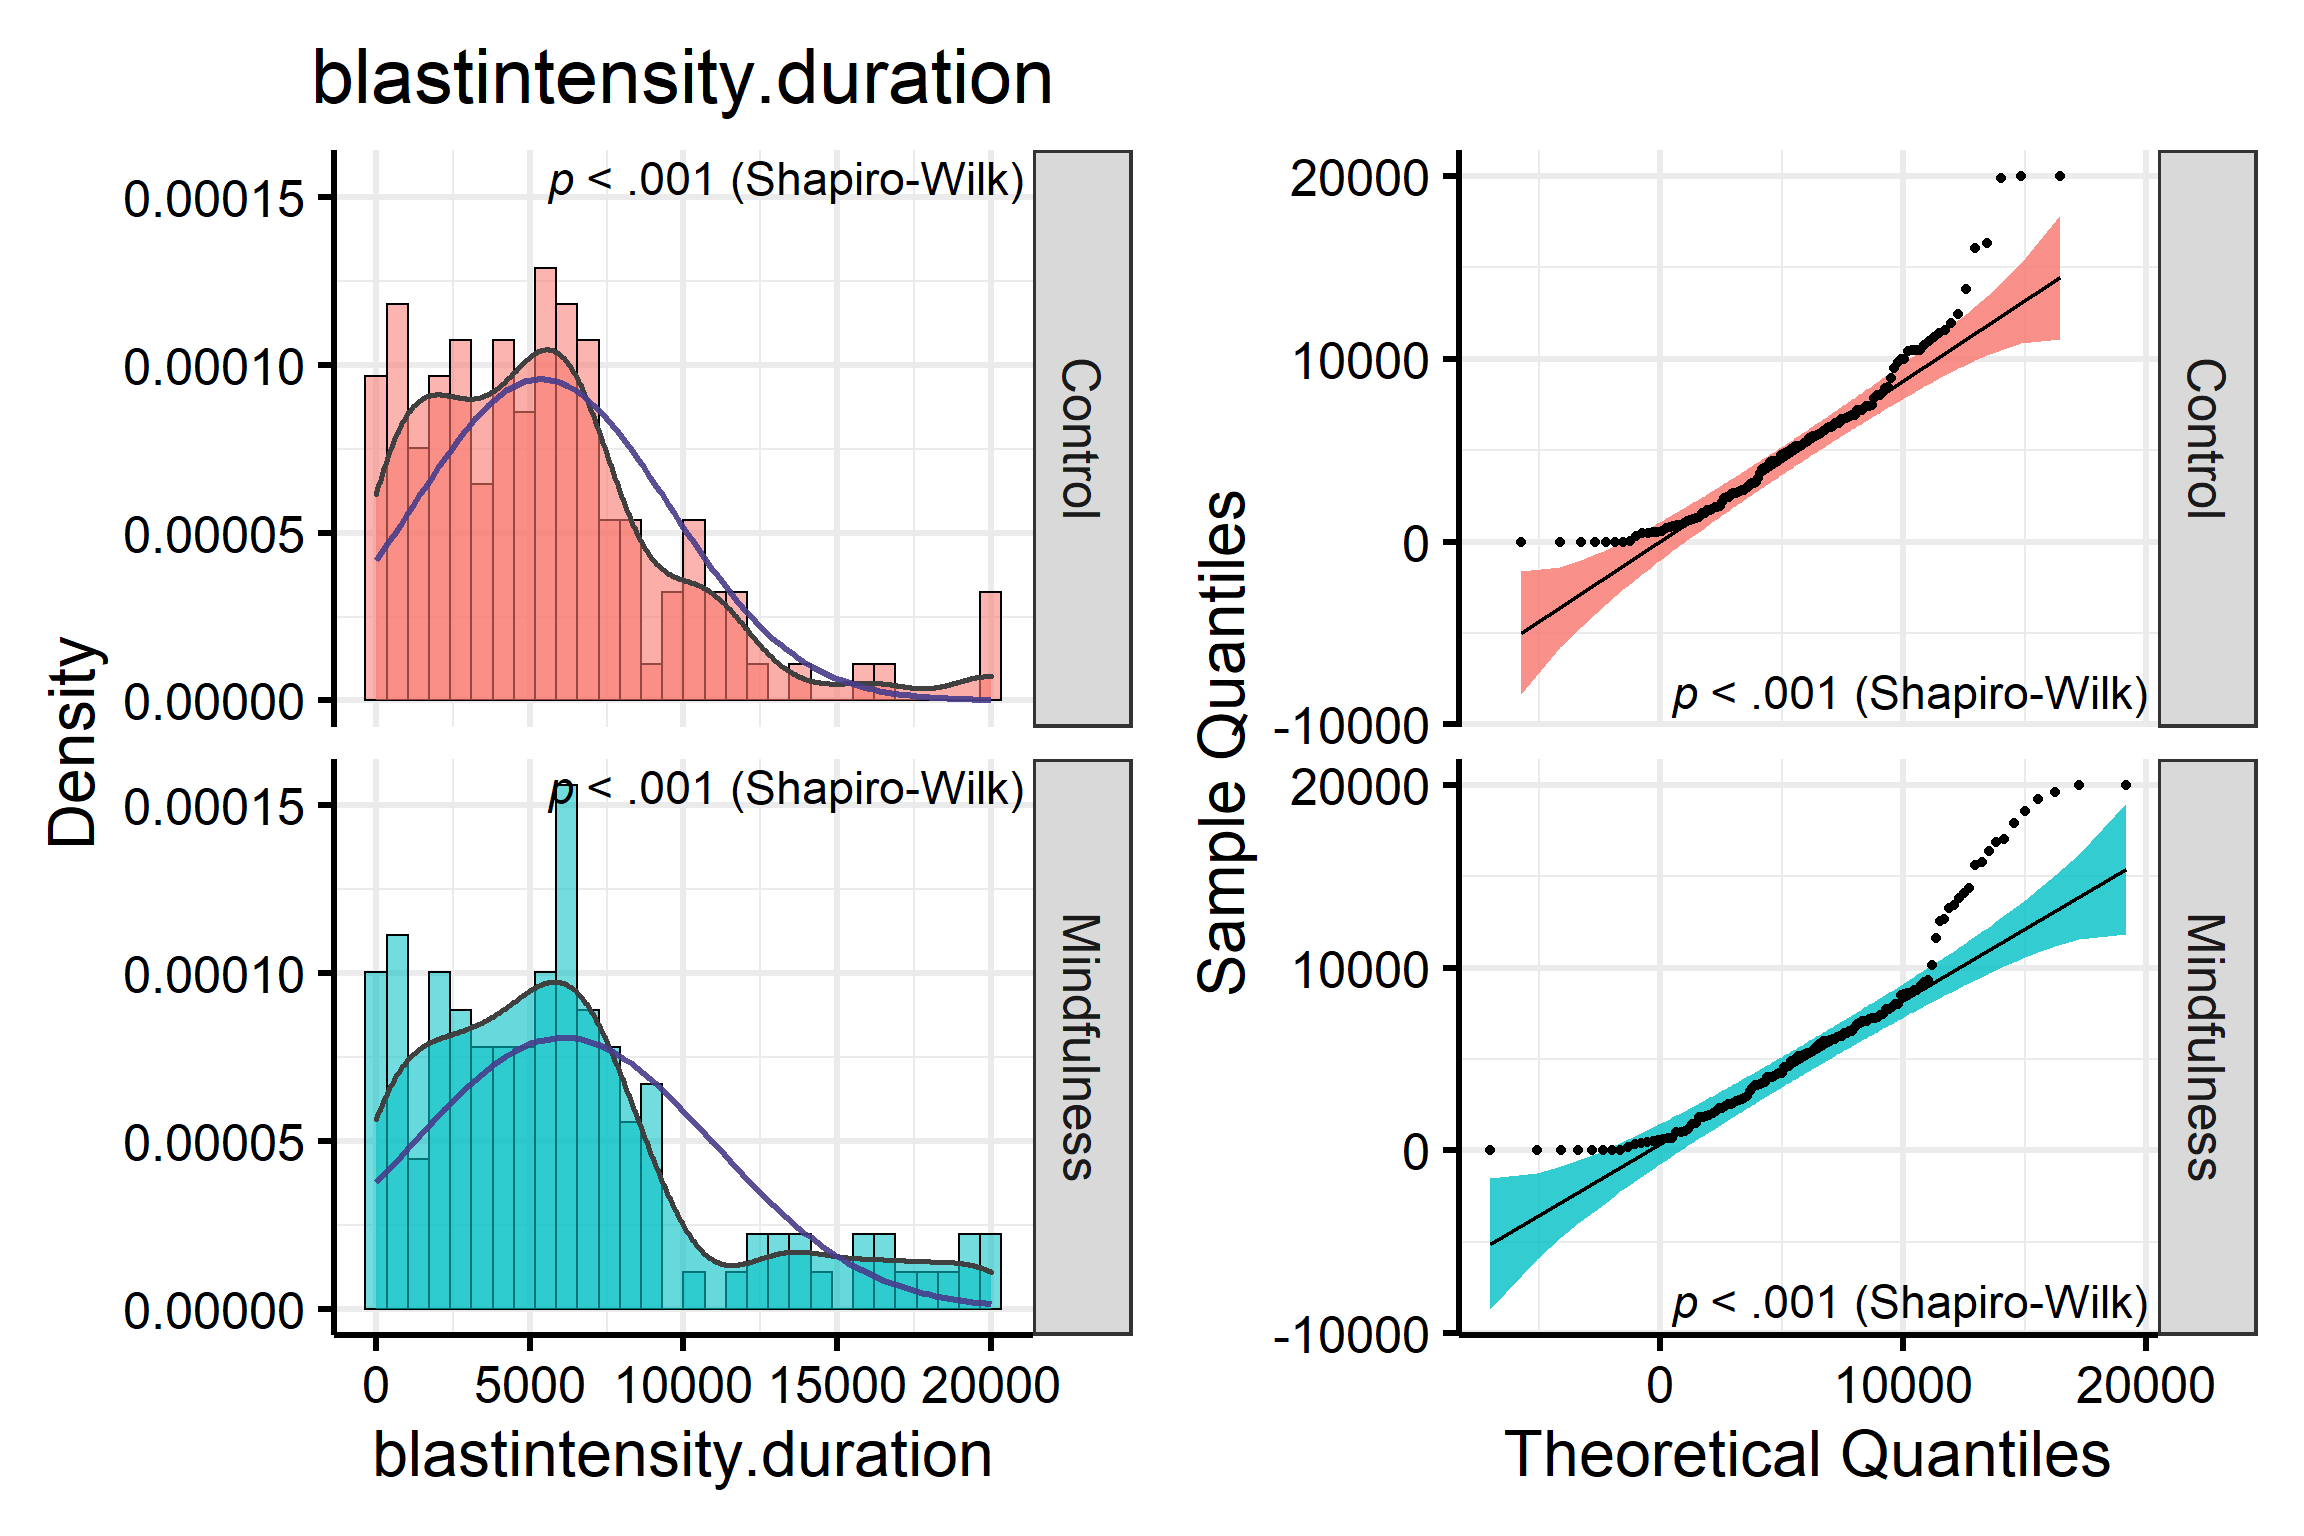 blastintensity.duration
Density
0.00015
0.00010
0.00005
0.00000
p < .001 (Shapiro-Wilk)
Control
0.00015
0.00010
0.00005
0.00000
p < .001 (Shapiro-Wilk)
Mindfulness
0 5000 10000 15000 20000
blastintensity.duration
Sample Quantiles
20000
10000
0
-10000
p < .001 (Shapiro-Wilk)
Control
20000
10000
0
-10000
p < .001 (Shapiro-Wilk)
Mindfulness
0 10000 20000
Theoretical Quantiles